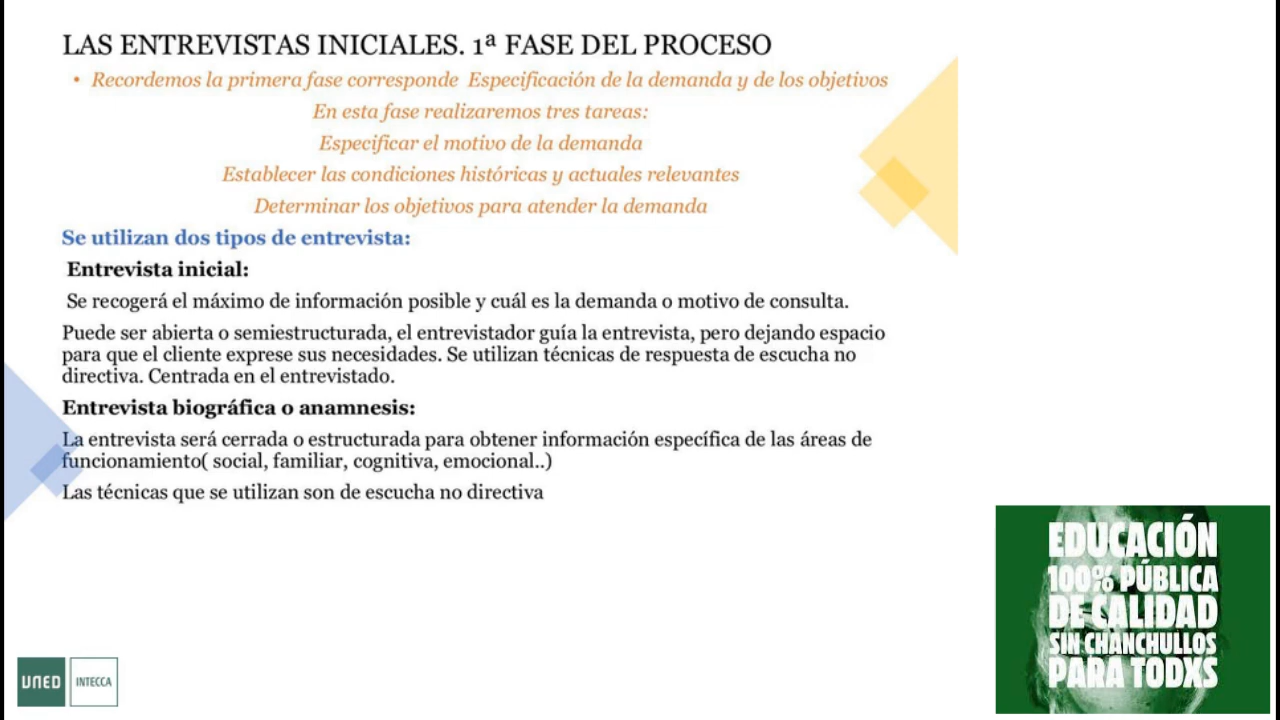 LAS ENTREVISTAS INICIALES. 1ª FASE DEL PROCESO
• Recordemos la primera fase corresponde Especificación de la demanda y de los objetivos
En esta fase realizaremos tres tareas:
Especificar el motivo de la demanda
Establecer las condiciones históricas y actuales relevantes
Determinar los objetivos para atender la demanda
Se utilizan dos tipos de entrevista:
Entrevista inicial:
Se recogerá el máximo de información posible y cuál es la demanda o motivo de consulta.
Puede ser abierta o semiestructurada, el entrevistador guía la entrevista, pero dejando espacio
para que el cliente exprese sus necesidades. Se utilizan técnicas de respuesta de escucha no
directiva. Centrada en el entrevistado.
Entrevista biográfica o anamnesis:
La entrevista será cerrada o estructurada para obtener información específica de las áreas de
funcionamiento( social, familiar, cognitiva, emocional..)
Las técnicas que se utilizan son de escucha no directiva
EDUCACIÓN
100% PÚBLICA
DE CALIDAD
SIN CHANCHULLOS
PARA TODXS
UNED
INTECCA